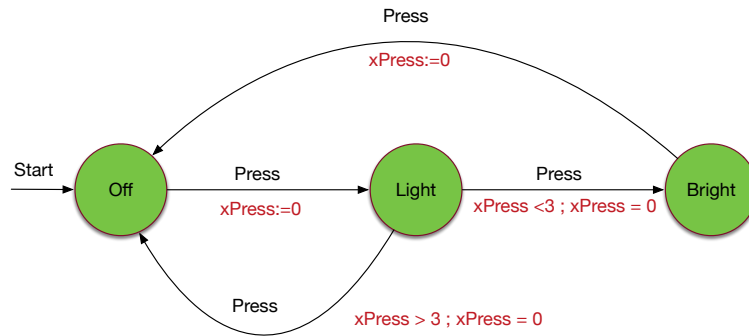 Press
xPress:=0
Start
Off
Press
xPress:=0
Light
Press
xPress <3 ; xPress = 0
Bright
Press
xPress > 3 ; xPress = 0